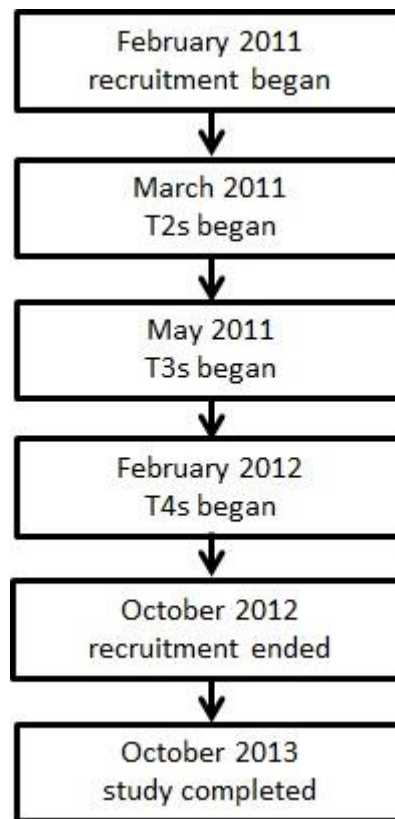 February 2011
recruitment began
March 2011
T2s began
May 2011
T3s began
February 2012
T4s began
October 2012
recruitment ended
October 2013
study completed